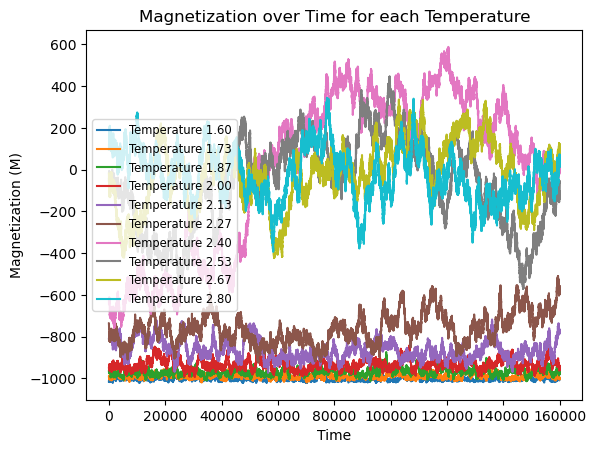 Magnetization over Time for each Temperature
Magnetization (M)
600
400
200
0
−200
−400
−600
−800
−1000
Temperature 1.60
Temperature 1.73
Temperature 1.87
Temperature 2.00
Temperature 2.13
Temperature 2.27
Temperature 2.40
Temperature 2.53
Temperature 2.67
Temperature 2.80
0 20000 40000 60000 80000 100000 120000 140000 160000
Time